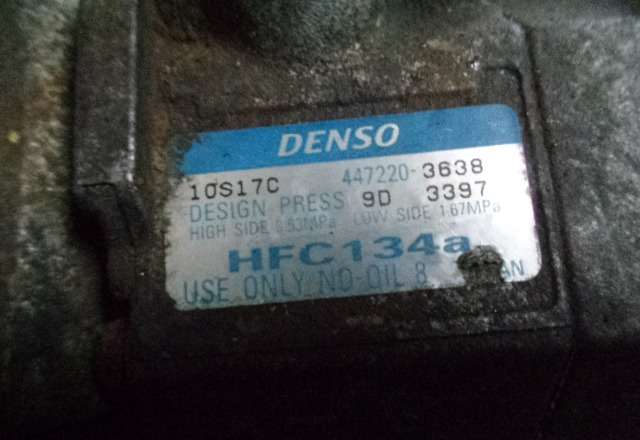 DENSO
10S17C 447220-3638
DESIGN PRESS 9D 3397
HIGH SIDE 3.53MPa LOW SIDE 1.67MPa
HFC134a
USE ONLY ND-OIL 8